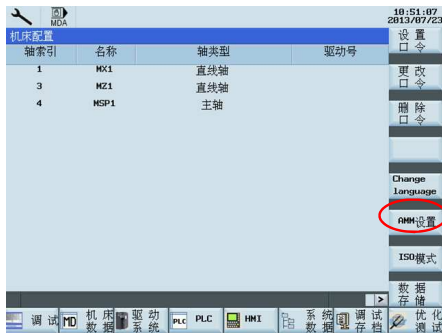 MDA
10:51:07
2013/07/23
机床配置
轴索引 名称 轴类型 驱动号
1 MX1 直线轴
3 MZ1 直线轴
4 MSP1 主轴
设置
口令
更改
口令
删除
口令
Change
language
AMM设置
ISO模式
数据
存储
>
调试 MD 机床数据 驱动系统 PLC PLC HMI 系统数据 调试存档 优化测试